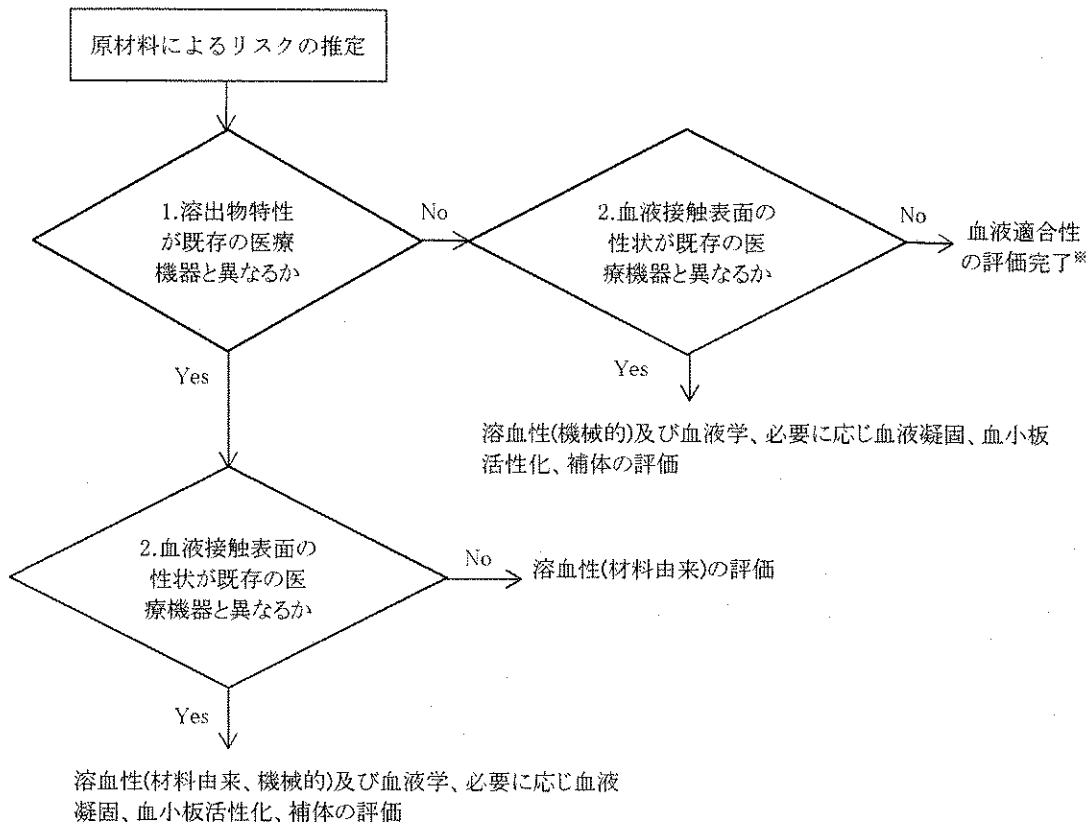 原材料によるリスクの推定
1.溶出物特性
が既存の医療
機器と異なるか
No
2.血液接触表面の
性状が既存の医
療機器と異なるか
No
血液適合性
の評価完了※
Yes
Yes
溶血性(機械的)及び血液学、必要に応じ血液凝固、血小板
活性化、補体の評価
2.血液接触表面の
性状が既存の医
療機器と異なるか
No
溶血性(材料由来)の評価
Yes
溶血性(材料由来、機械的)及び血液学、必要に応じ血液
凝固、血小板活性化、補体の評価